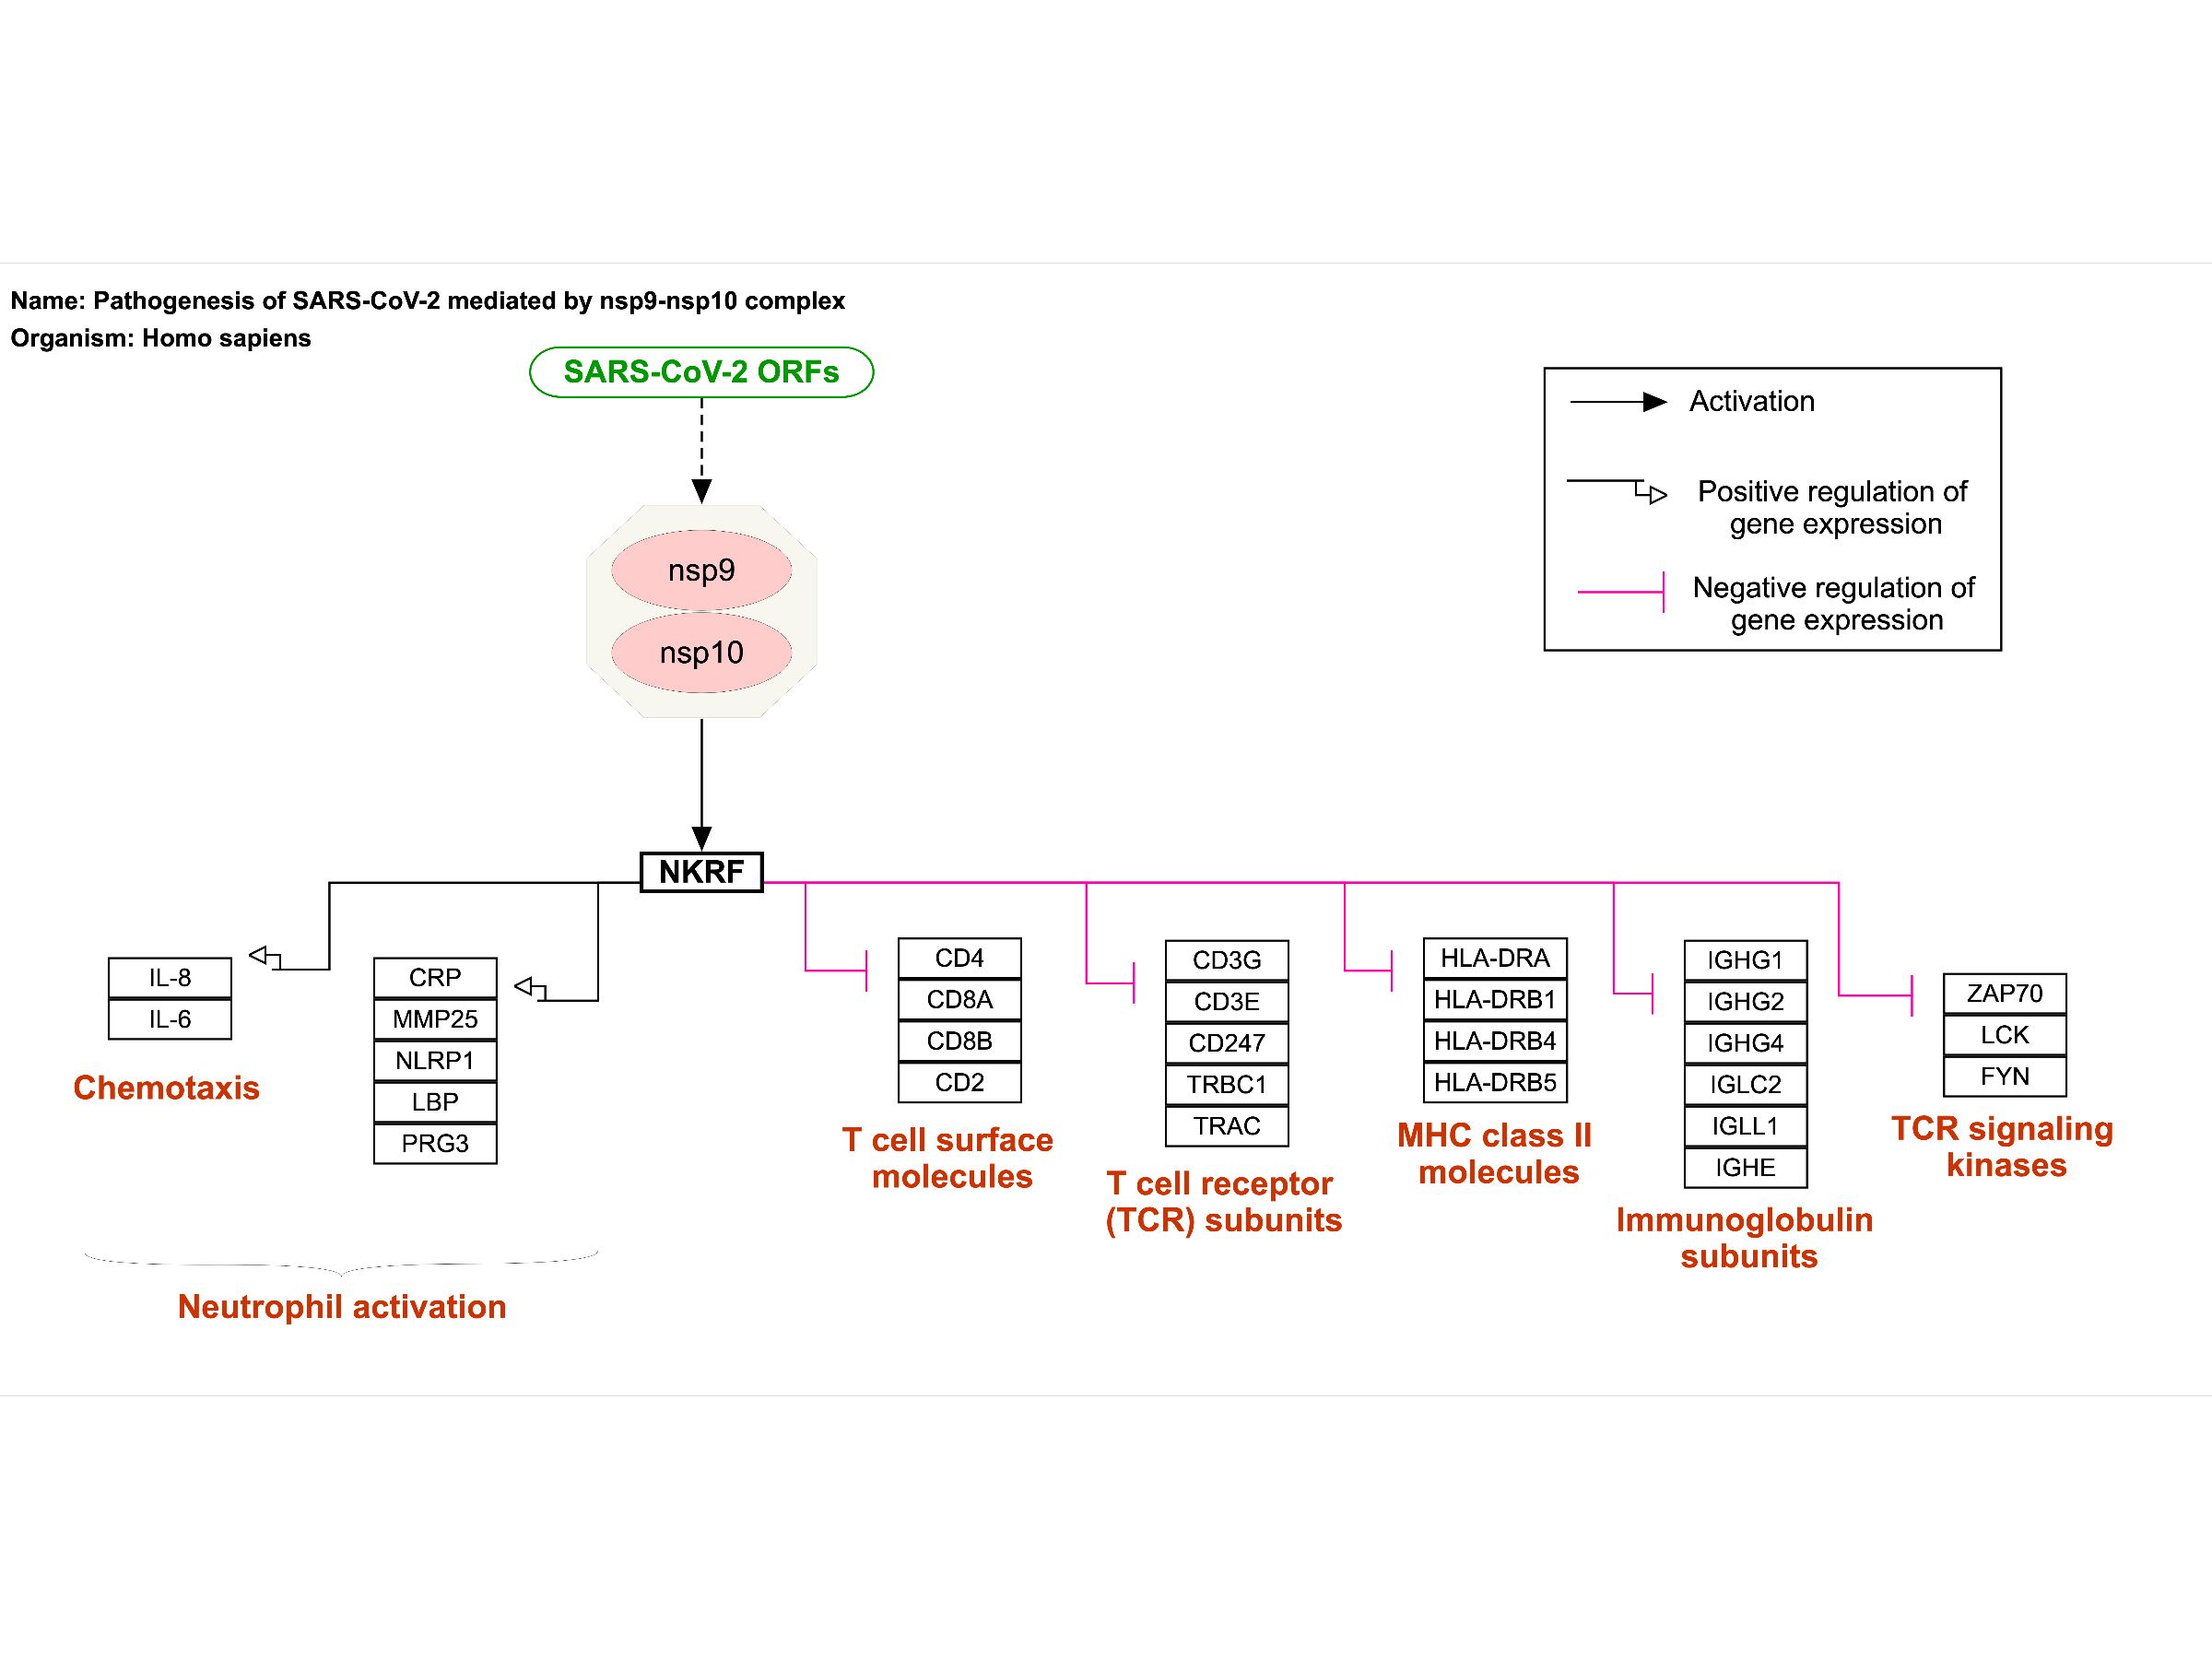 Name: Pathogenesis of SARS-CoV-2 mediated by nsp9-nsp10 complex
Organism: Homo sapiens
SARS-CoV-2 ORFs
nsp9
nsp10
Activation
Positive regulation of
gene expression
Negative regulation of
gene expression
NKRF
IL-8
IL-6
Chemotaxis
CRP
MMP25
NLRP1
LBP
PRG3
Neutrophil activation
CD4
CD8A
CD8B
CD2
T cell surface
molecules
CD3G
CD3E
CD247
TRBC1
TRAC
T cell receptor
(TCR) subunits
HLA-DRA
HLA-DRB1
HLA-DRB4
HLA-DRB5
MHC class II
molecules
IGHG1
IGHG2
IGHG4
IGLC2
IGLL1
IGHE
Immunoglobulin
subunits
ZAP70
LCK
FYN
TCR signaling
kinases